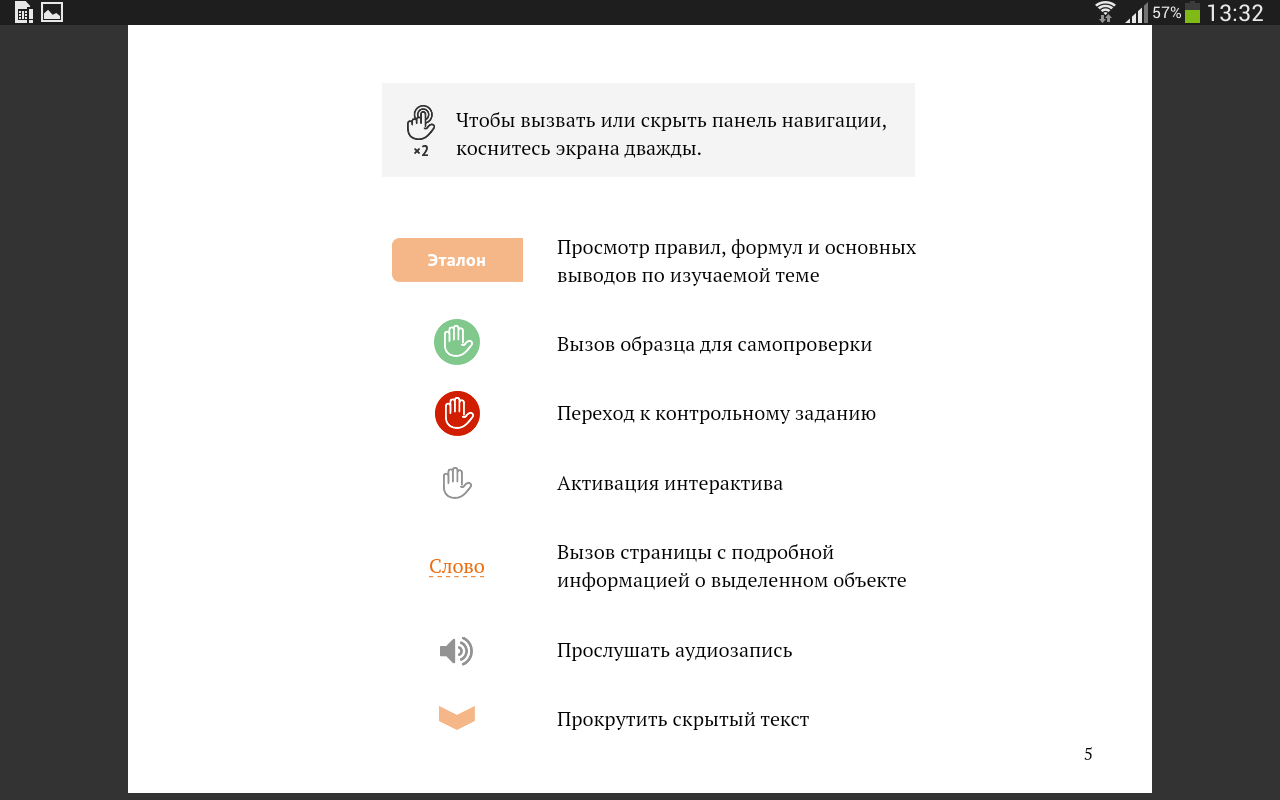 57% 13:32
Чтобы вызвать или скрыть панель навигации,
коснитесь экрана дважды.
×2
Эталон
Просмотр правил, формул и основных
выводов по изучаемой теме
Вызов образца для самопроверки
Переход к контрольному заданию
Активация интерактива
Слово
Вызов страницы с подробной
информацией о выделенном объекте
Прослушать аудиозапись
Прокрутить скрытый текст
5